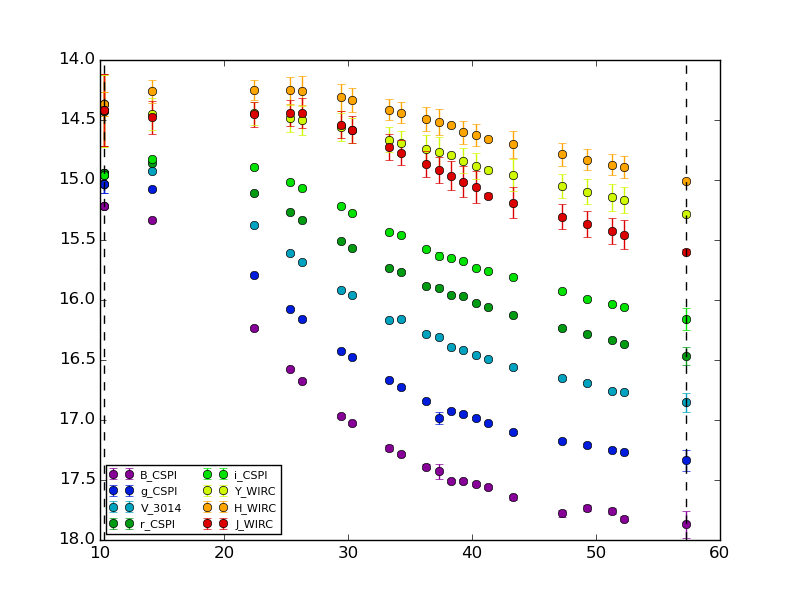 14.0
14.5
15.0
15.5
16.0
16.5
17.0
17.5
18.0
B_CSPI i_CSPI
g_CSPI Y_WIRC
V_3014 H_WIRC
r_CSPI J_WIRC
10 20 30 40 50 60